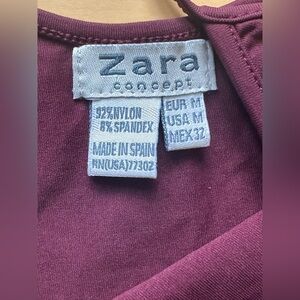 Zara
concept
92%NYLON
8% SPANDEX
MADE IN SPAIN
RN(USA)77302
EUR M
USA M
MEX 32